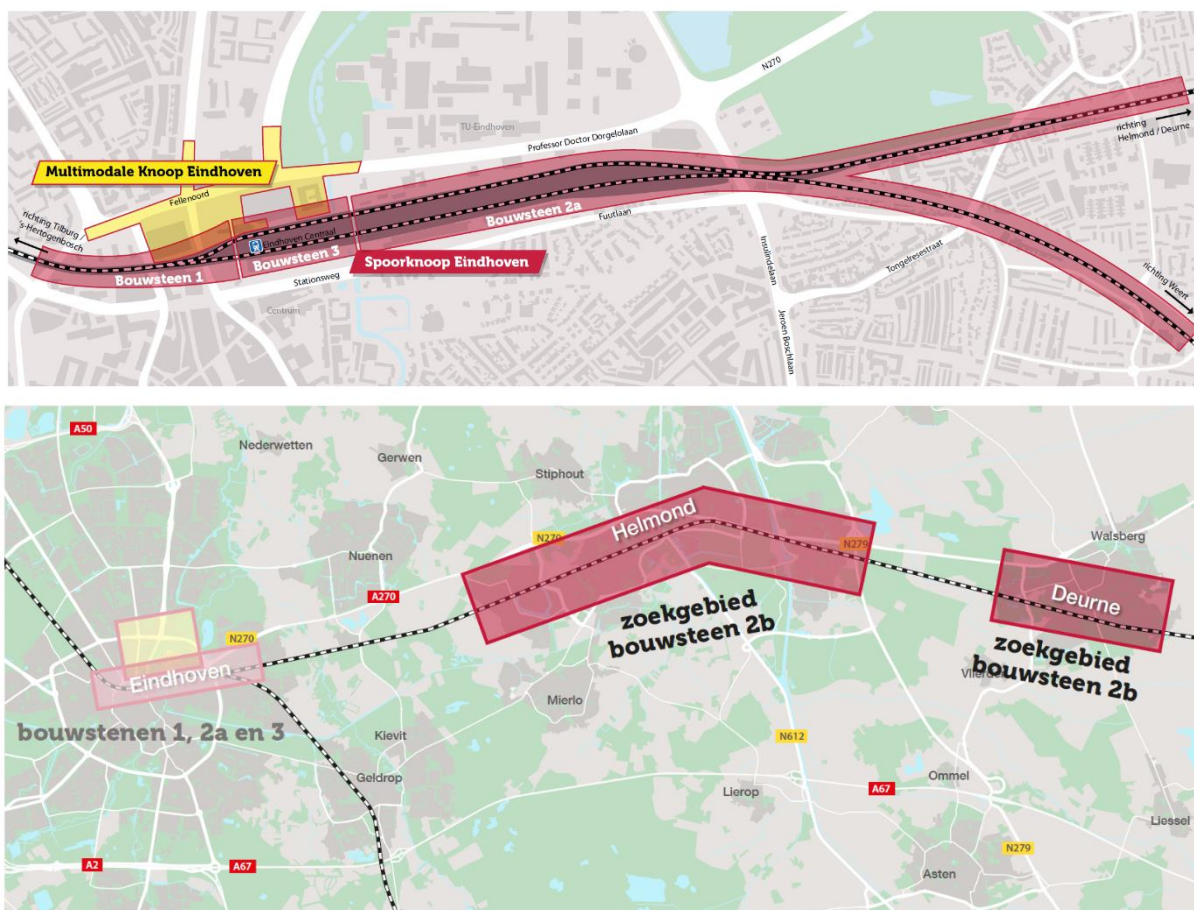 N270
TU-Eindhoven
Professor Doctor Dorgelolaan
richting
Helmond / Deurne
Multimodale Knoop Eindhoven
Fellenoord
richting Tilburg /
's-Hertogenbosch
Bouwsteen 2a
Fuutlaan
Eindhoven Centraal
Bouwsteen 3
Bouwsteen 1
Spoorknoop Eindhoven
Stationsweg
Centrum
Insulindelaan
Tongelresestraat
richting Weert
Jeroen Boschlaan
A50
Nederwetten
Gerwen
Stiphout
Helmond
N279
N279
Walsberg
Nuenen
A270
Deurne
zoekgebied
bouwsteen 2b
N270
Eindhoven
zoekgebied
bouwsteen 2b
Mierlo
bouwstenen 1, 2a en 3
Kievit
N612
Geldrop
Ommel
Lierop
A67
Liessel
A2
A67
N279
Asten